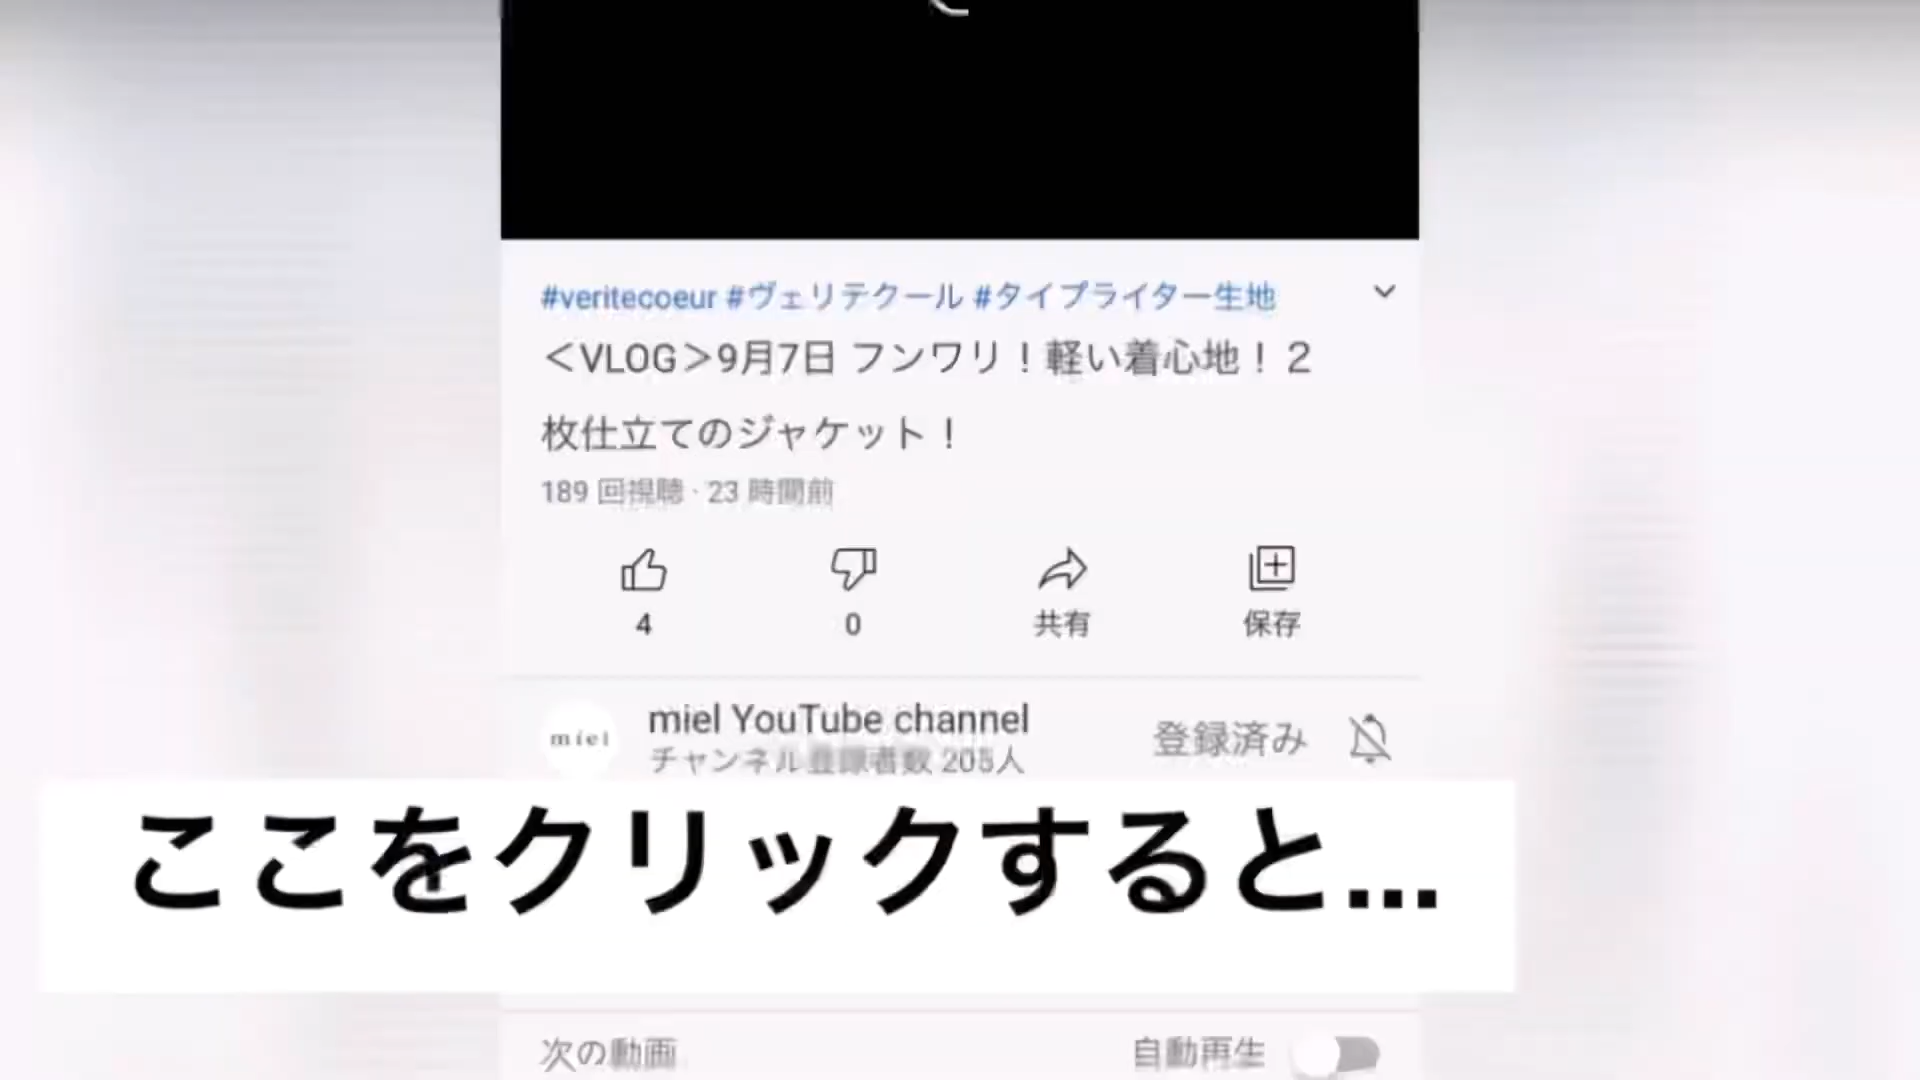 #veritecoeur #ヴェリテクール #タイプライター生地
＜VLOG＞9月7日 フンワリ！軽い着心地！２
枚仕立てのジャケット！
189 回視聴 · 23 時間前
4
0
共有
保存
miel
miel YouTube channel
チャンネル登録者数 205人
登録済み
ここをクリックすると...
次の動画
自動再生